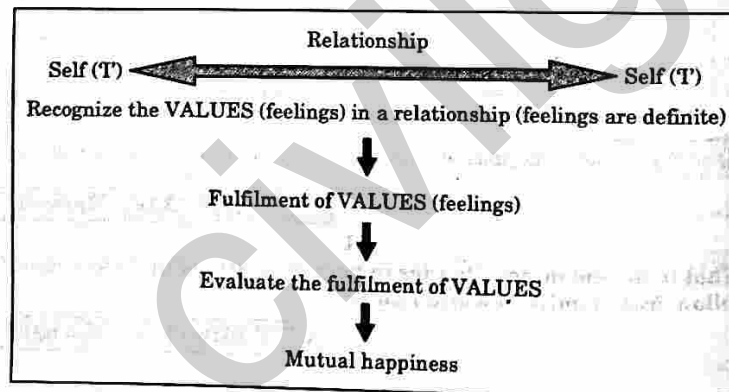 Relationship
Self ('I') Self ('I')
Recognize the VALUES (feelings) in a relationship (feelings are definite)
Fulfilment of VALUES (feelings)
Evaluate the fulfilment of VALUES
Mutual happiness